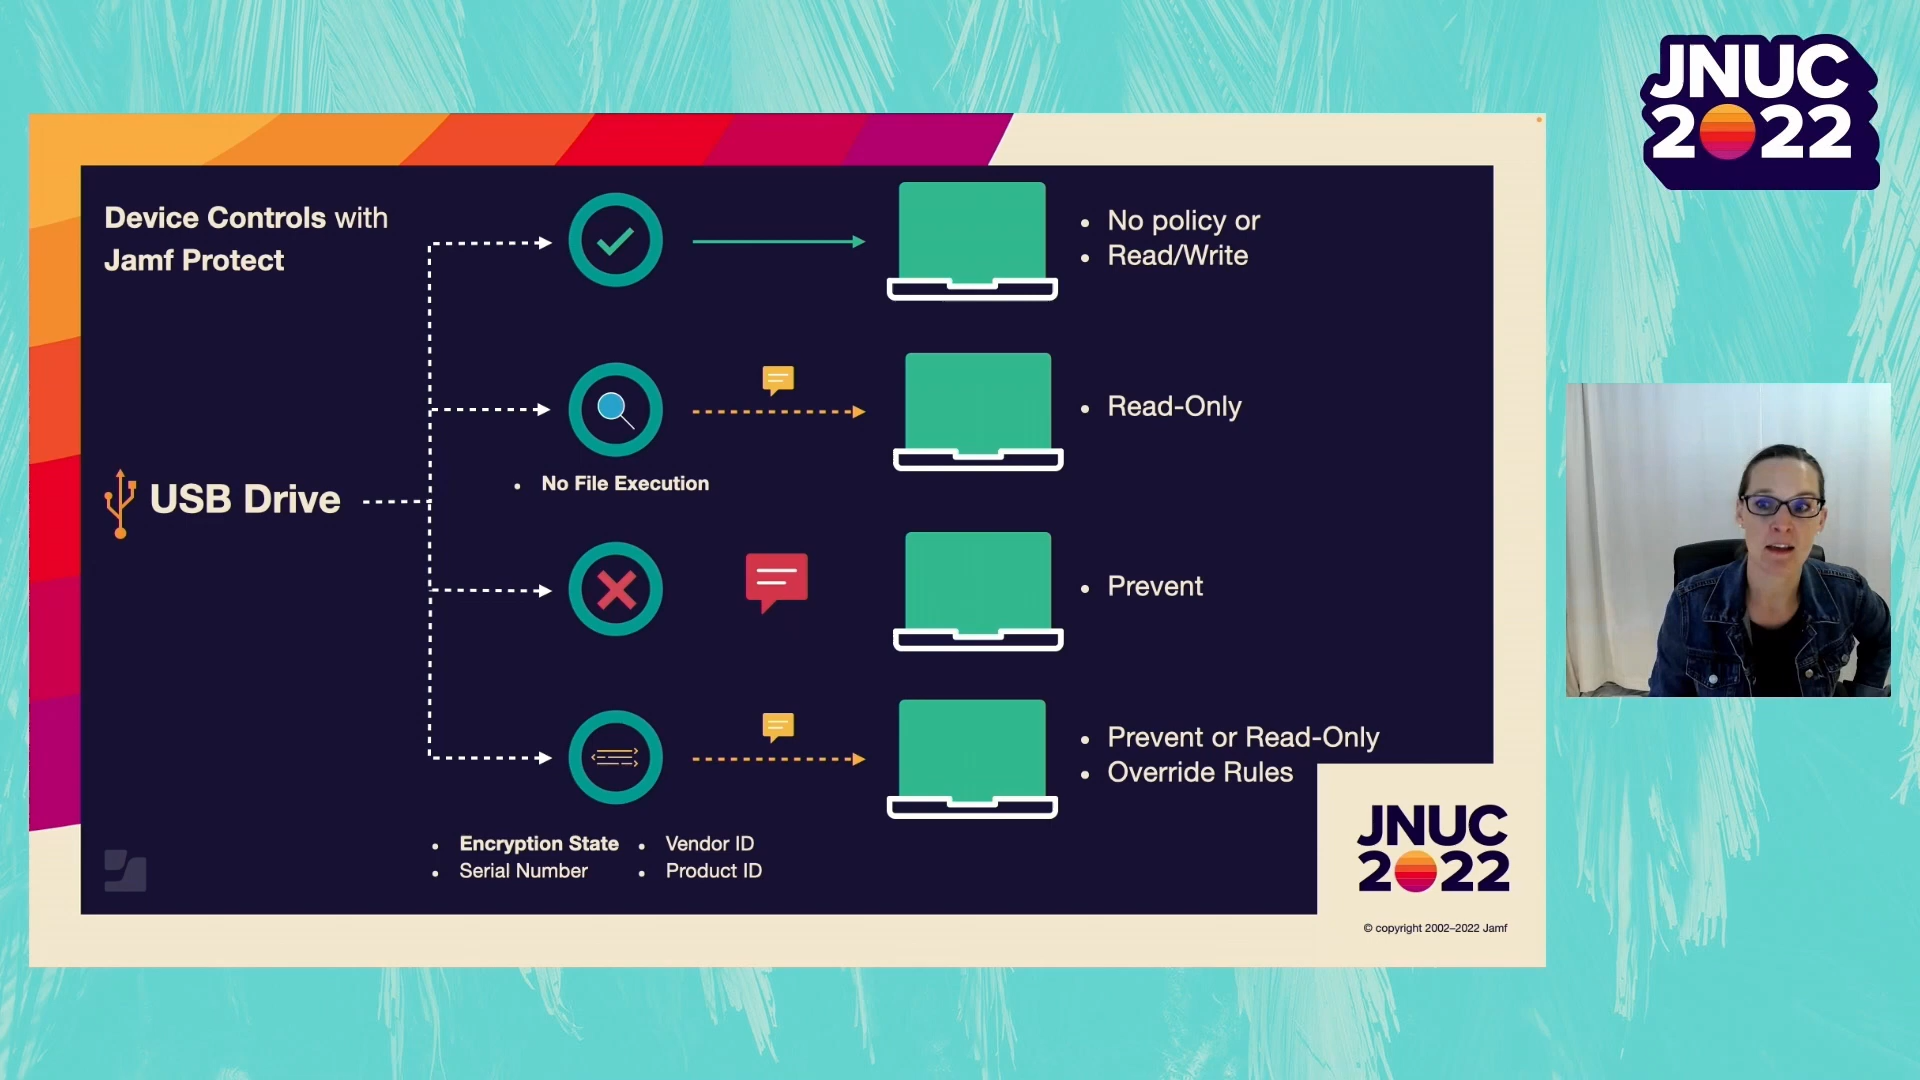 JNUC
2022
Device Controls with
Jamf Protect
No policy or
Read/Write
Read-Only
No File Execution
USB Drive
Prevent
Prevent or Read-Only
Override Rules
Encryption State
Vendor ID
Serial Number
Product ID
JNUC
2022
© copyright 2002–2022 Jamf